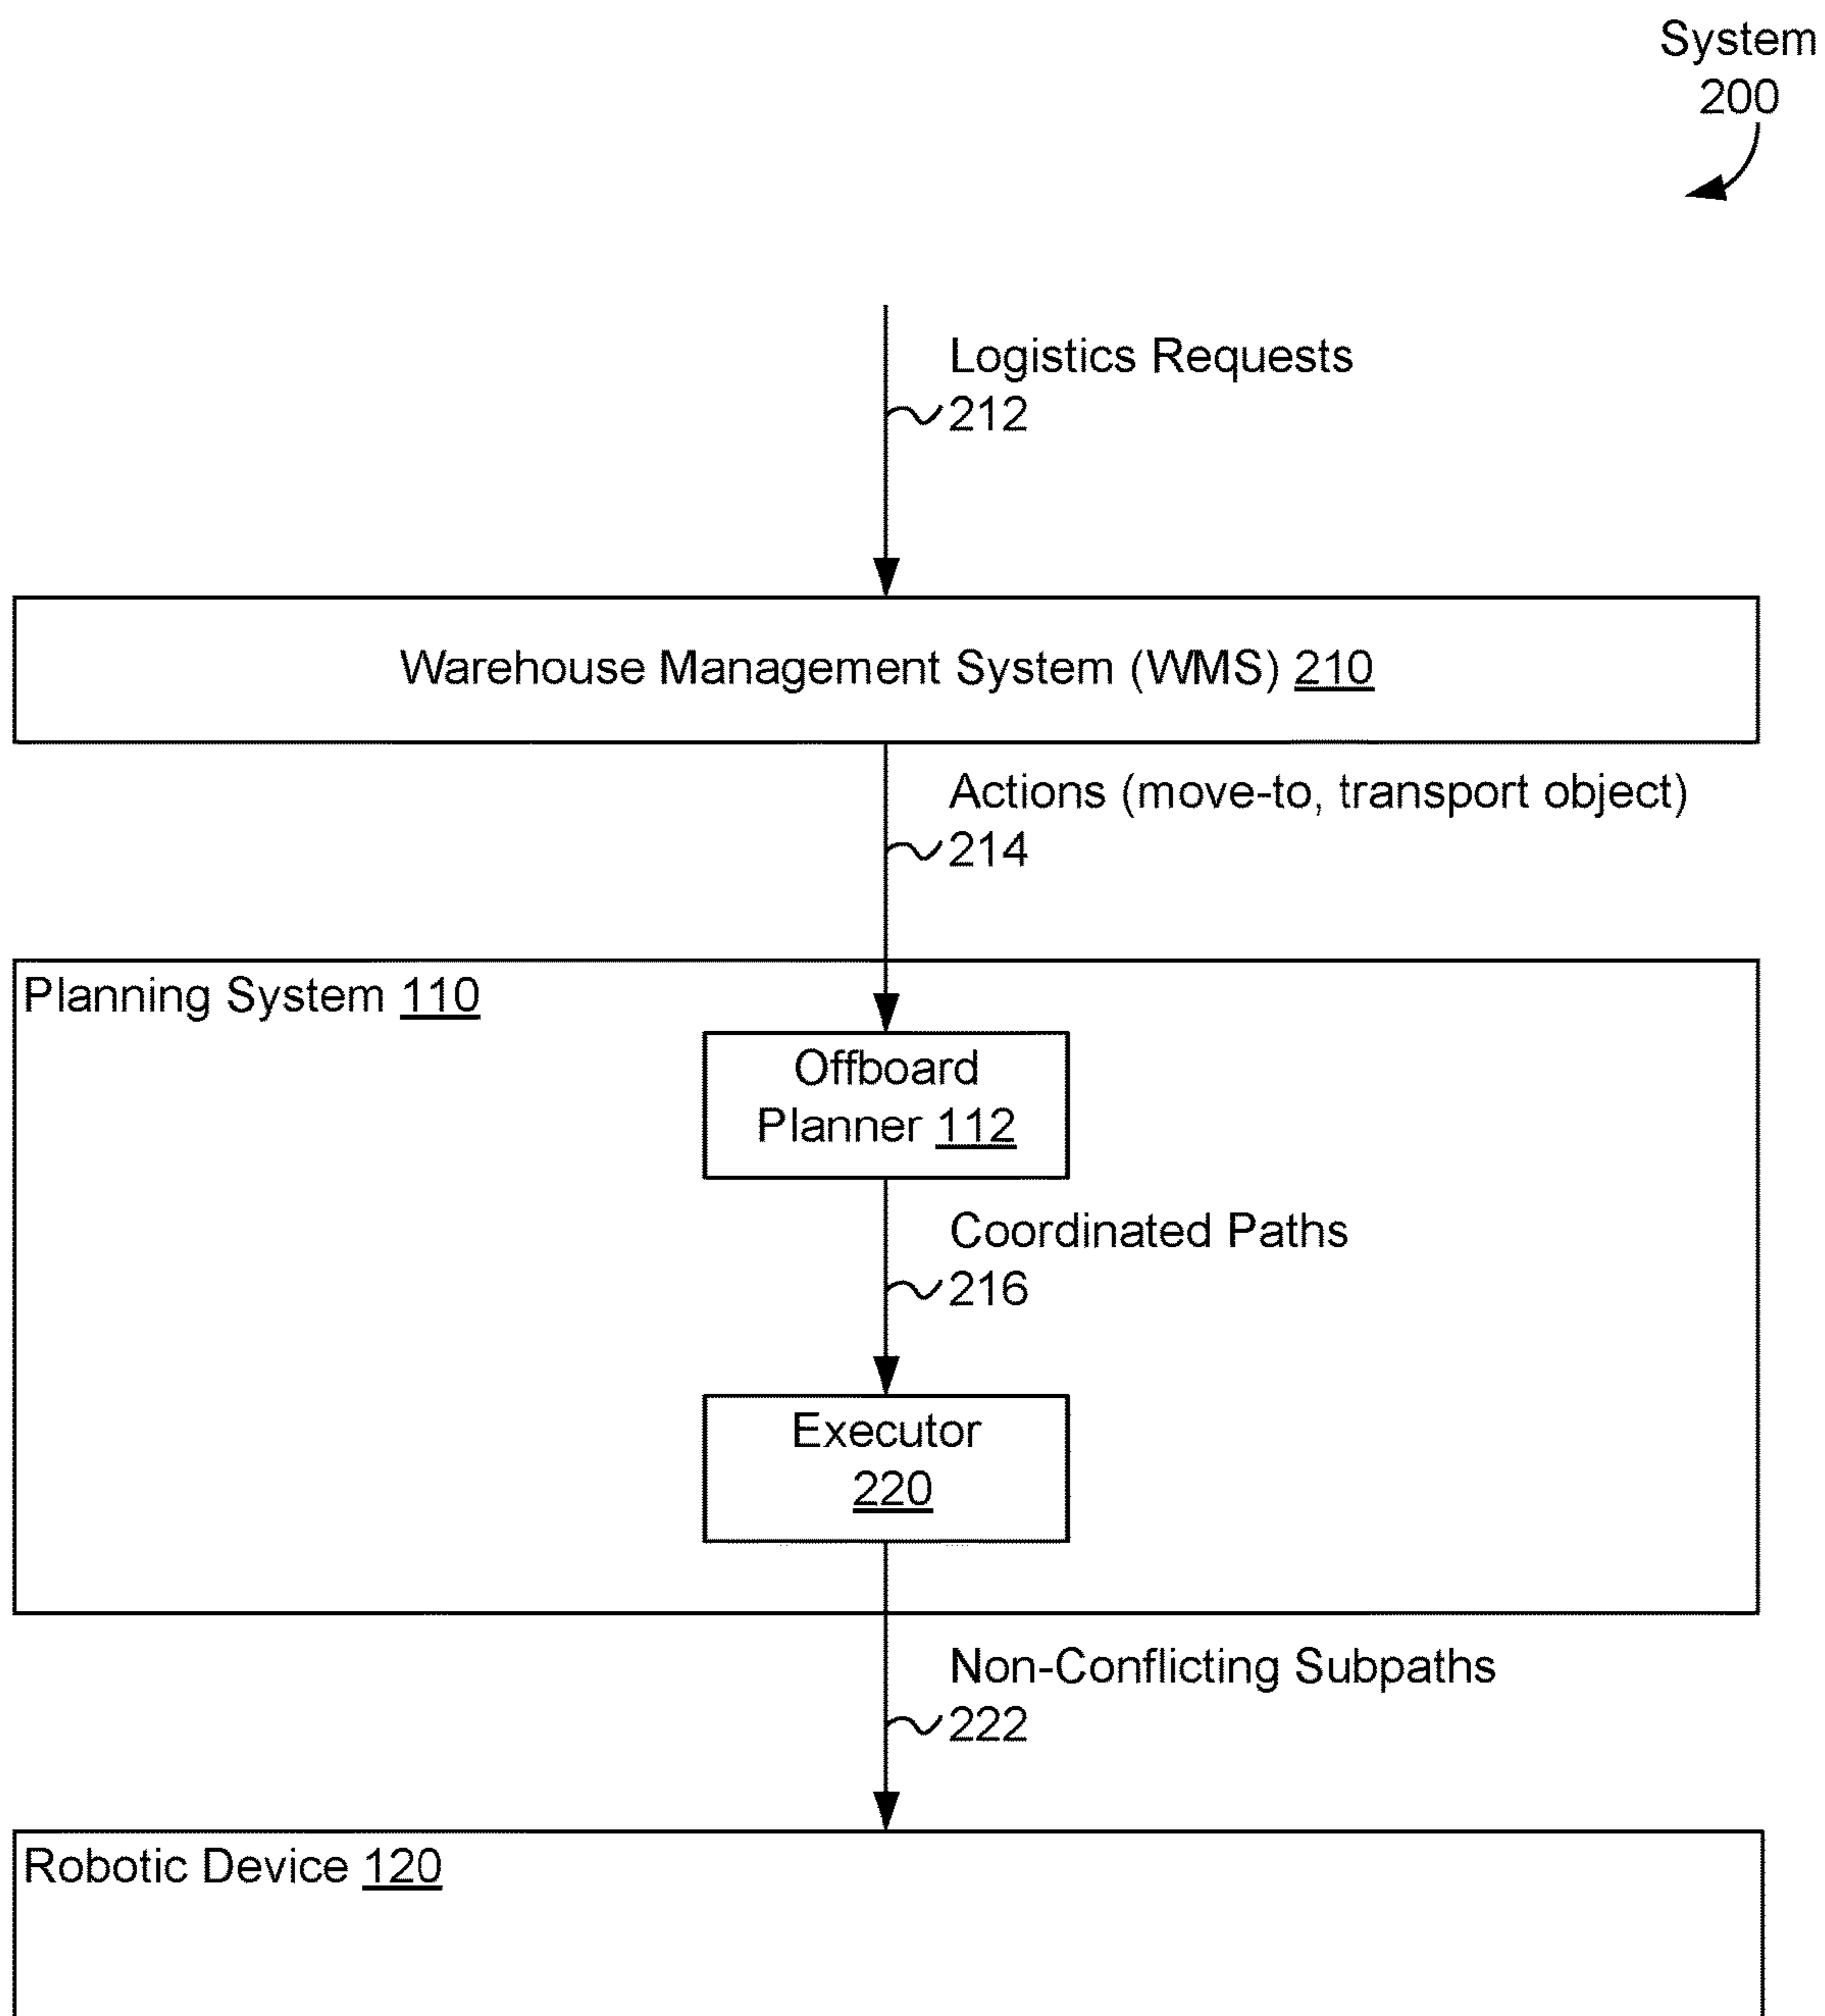 System
200
Logistics Requests
212
Warehouse Management System (WMS) 210
Actions (move-to, transport object)
214
Planning System 110
Offboard
Planner 112
Coordinated Paths
216
Executor
220
Non-Conflicting Subpaths
222
Robotic Device 120